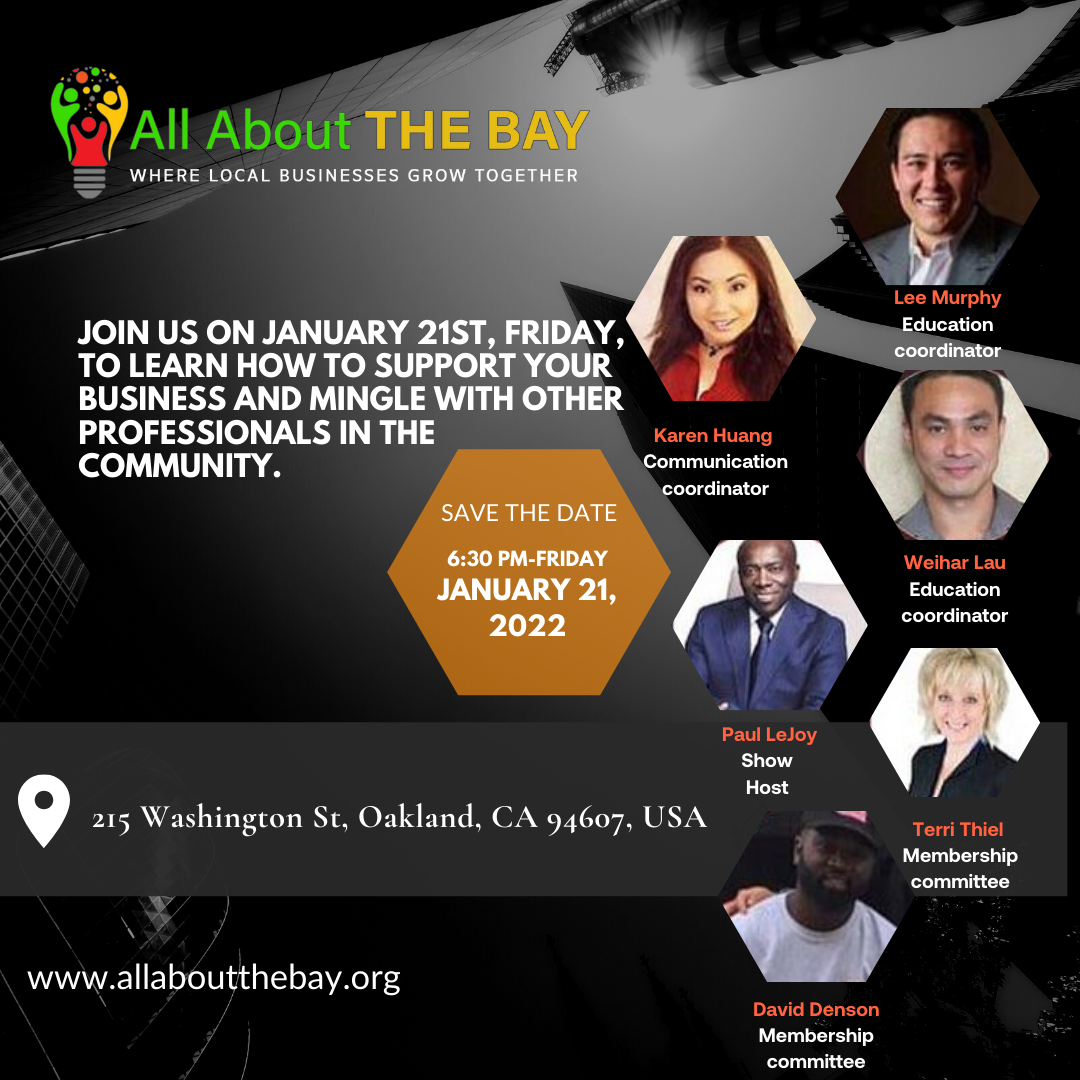 All About THE BAY
WHERE LOCAL BUSINESSES GROW TOGETHER
JOIN US ON JANUARY 21ST, FRIDAY,
TO LEARN HOW TO SUPPORT YOUR
BUSINESS AND MINGLE WITH OTHER
PROFESSIONALS IN THE
COMMUNITY.
SAVE THE DATE
6:30 PM-FRIDAY
JANUARY 21,
2022
Lee Murphy
Education
coordinator
Karen Huang
Communication
coordinator
Weihar Lau
Education
coordinator
Paul LeJoy
Show
Host
Terri Thiel
Membership
committee
David Denson
Membership
committee
215 Washington St, Oakland, CA 94607, USA
www.allaboutthebay.org